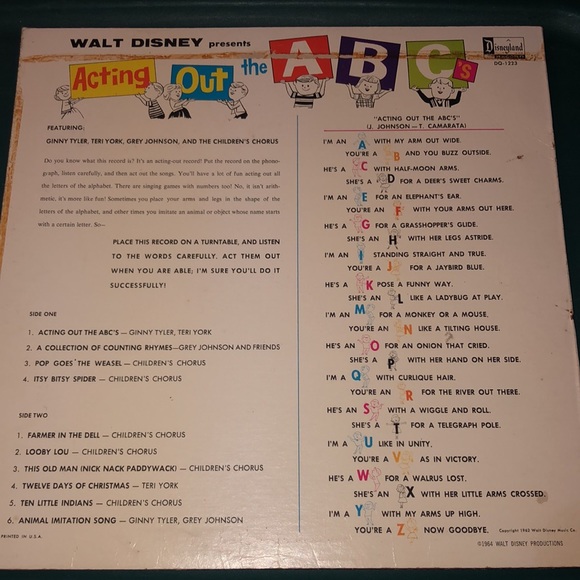 WALT DISNEY presents
Acting Out the ABC's
Disneyland
DQ-1223
FEATURING:
GINNY TYLER, TERI YORK, GREY JOHNSON, AND THE CHILDREN'S CHORUS
Do you know what this record is? It's an acting-out record! Put the record on the phono-
graph, listen carefully, and then act out the songs. You'll have a lot of fun acting out all
the letters of the alphabet. There are singing games with numbers too! No, it isn't arith-
metic, it's more like fun! Sometimes you place your arms and legs in the shape of the
letters of the alphabet, and other times you imitate an animal or object whose name starts
with a certain letter. So—
PLACE THIS RECORD ON A TURNTABLE, AND LISTEN
TO THE WORDS CAREFULLY. ACT THEM OUT
WHEN YOU ARE ABLE; I'M SURE YOU'LL DO IT
SUCCESSFULLY!
SIDE ONE
1. ACTING OUT THE ABC'S — GINNY TYLER, TERI YORK
2. A COLLECTION OF COUNTING RHYMES—GREY JOHNSON AND FRIENDS
3. POP GOES THE WEASEL — CHILDREN'S CHORUS
4. ITSY BITSY SPIDER — CHILDREN'S CHORUS
SIDE TWO
1. FARMER IN THE DELL — CHILDREN'S CHORUS
2. LOOBY LOU — CHILDREN'S CHORUS
3. THIS OLD MAN (NICK NACK PADDYWACK) — CHILDREN'S CHORUS
4. TWELVE DAYS OF CHRISTMAS — TERI YORK
5. TEN LITTLE INDIANS — CHILDREN'S CHORUS
6. ANIMAL IMITATION SONG — GINNY TYLER, GREY JOHNSON
PRINTED IN U.S.A.
"ACTING OUT THE ABC'S"
(J. JOHNSON—T. CAMARATA)
I'M AN A WITH MY ARM OUT WIDE.
YOU'RE A B AND YOU BUZZ OUTSIDE.
HE'S A C WITH HALF-MOON ARMS.
SHE'S A D FOR A DEER'S SWEET CHARMS.
I'M AN E FOR AN ELEPHANT'S EAR.
YOU'RE AN F WITH YOUR ARMS OUT HERE.
HE'S A G FOR A GRASSHOPPER'S GLIDE.
SHE'S AN H WITH HER LEGS ASTRIDE.
I'M AN I STANDING STRAIGHT AND TRUE.
YOU'RE A J FOR A JAYBIRD BLUE.
HE'S A K POSE A FUNNY WAY.
SHE'S AN L LIKE A LADYBUG AT PLAY.
I'M AN M FOR A MONKEY OR A MOUSE.
YOU'RE AN N LIKE A TILTING HOUSE.
HE'S AN O FOR AN ONION THAT CRIED.
SHE'S A P WITH HER HAND ON HER SIDE.
I'M A Q WITH CURLIQUE HAIR.
YOU'RE AN R FOR THE RIVER OUT THERE.
HE'S AN S WITH A WIGGLE AND ROLL.
SHE'S A T FOR A TELEGRAPH POLE.
I'M A U LIKE IN UNITY.
YOU'RE A V AS IN VICTORY.
HE'S A W FOR A WALRUS LOST.
SHE'S AN X WITH HER LITTLE ARMS CROSSED.
I'M A Y WITH MY ARMS UP HIGH.
YOU'RE A Z NOW GOODBYE.
Copyright 1962 Walt Disney Music Co.
©1964 WALT DISNEY PRODUCTIONS